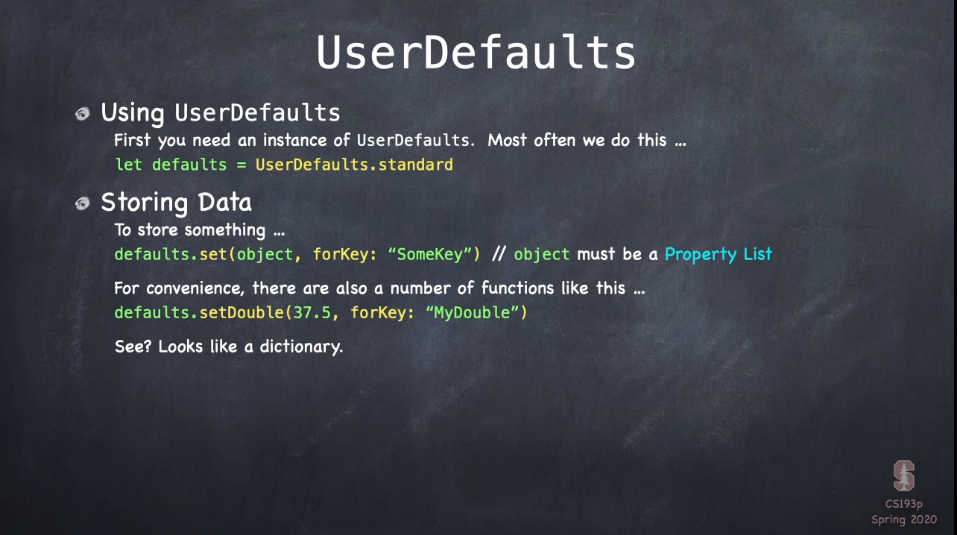 UserDefaults
Using UserDefaults
First you need an instance of UserDefaults. Most often we do this …
let defaults = UserDefaults.standard
Storing Data
To store something …
defaults.set(object, forKey: “SomeKey”) // object must be a Property List
For convenience, there are also a number of functions like this …
defaults.setDouble(37.5, forKey: “MyDouble”)
See? Looks like a dictionary.
S
CS193p
Spring 2020